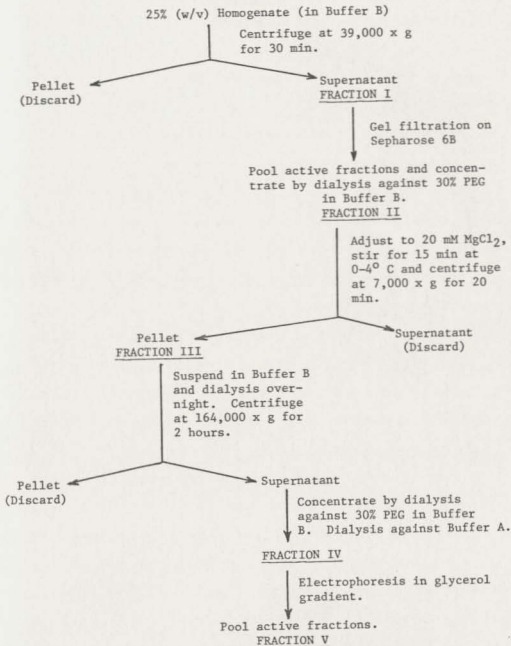 25% (w/v) Homogenate (in Buffer B)
Centrifuge at 39,000 x g
for 30 min.
Pellet
(Discard)
Supernatant
FRACTION I
Gel filtration on
Sepharose 6B
Pool active fractions and concen-
trate by dialysis against 30% PEG
in Buffer B.
FRACTION II
Adjust to 20 mM MgCl2,
stir for 15 min at
0-4° C and centrifuge
at 7,000 x g for 20
min.
Pellet
FRACTION III
Supernatant
(Discard)
Suspend in Buffer B
and dialysis over-
night. Centrifuge
at 164,000 x g for
2 hours.
Pellet
(Discard)
Supernatant
Concentrate by dialysis
against 30% PEG in Buffer
B. Dialysis against Buffer A.
FRACTION IV
Electrophoresis in glycerol
gradient.
Pool active fractions.
FRACTION V